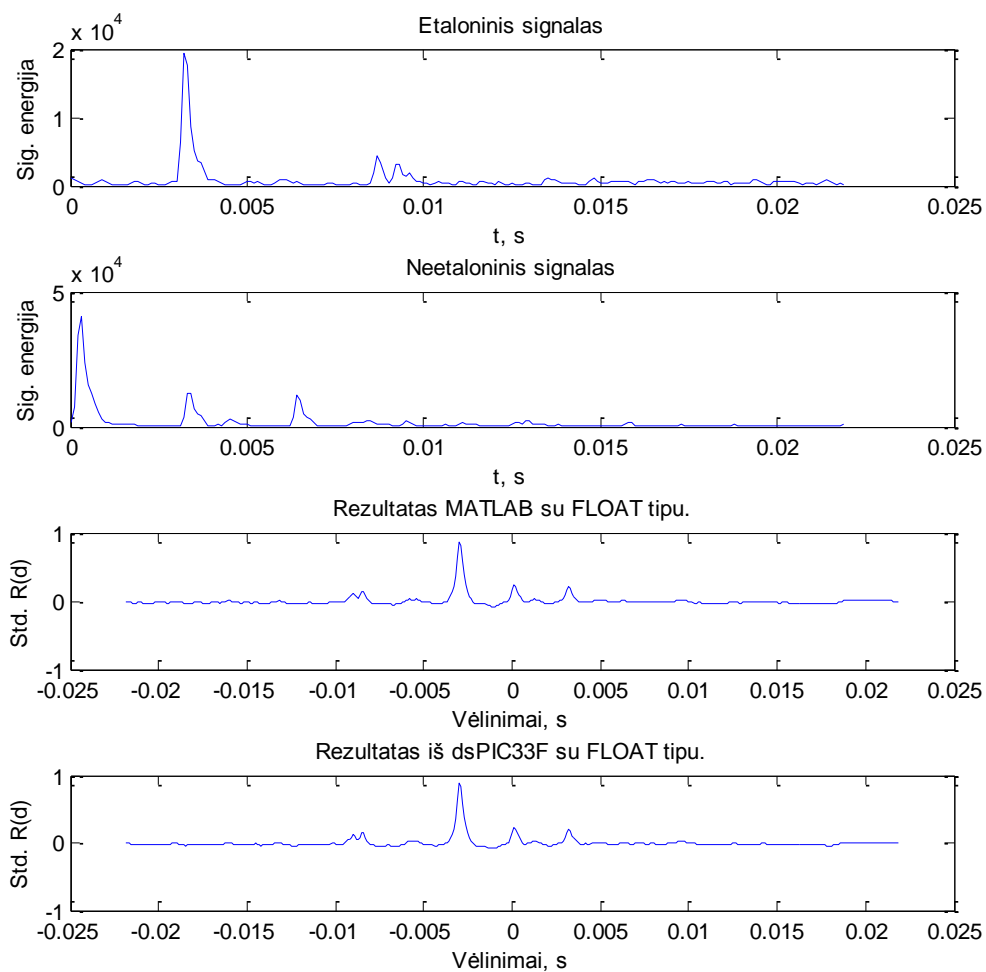 x 10^4
Etaloninis signalas
Sig. energija
2
1
0
0 0.005 0.01 0.015 0.02 0.025
t, s
x 10^4
Neetaloninis signalas
Sig. energija
5
0
0 0.005 0.01 0.015 0.02 0.025
t, s
Rezultatas MATLAB su FLOAT tipu.
Std. R(d)
1
0
-1
-0.025 -0.02 -0.015 -0.01 -0.005 0 0.005 0.01 0.015 0.02 0.025
Vėlinimai, s
Rezultatas iš dsPIC33F su FLOAT tipu.
Std. R(d)
1
0
-1
-0.025 -0.02 -0.015 -0.01 -0.005 0 0.005 0.01 0.015 0.02 0.025
Vėlinimai, s